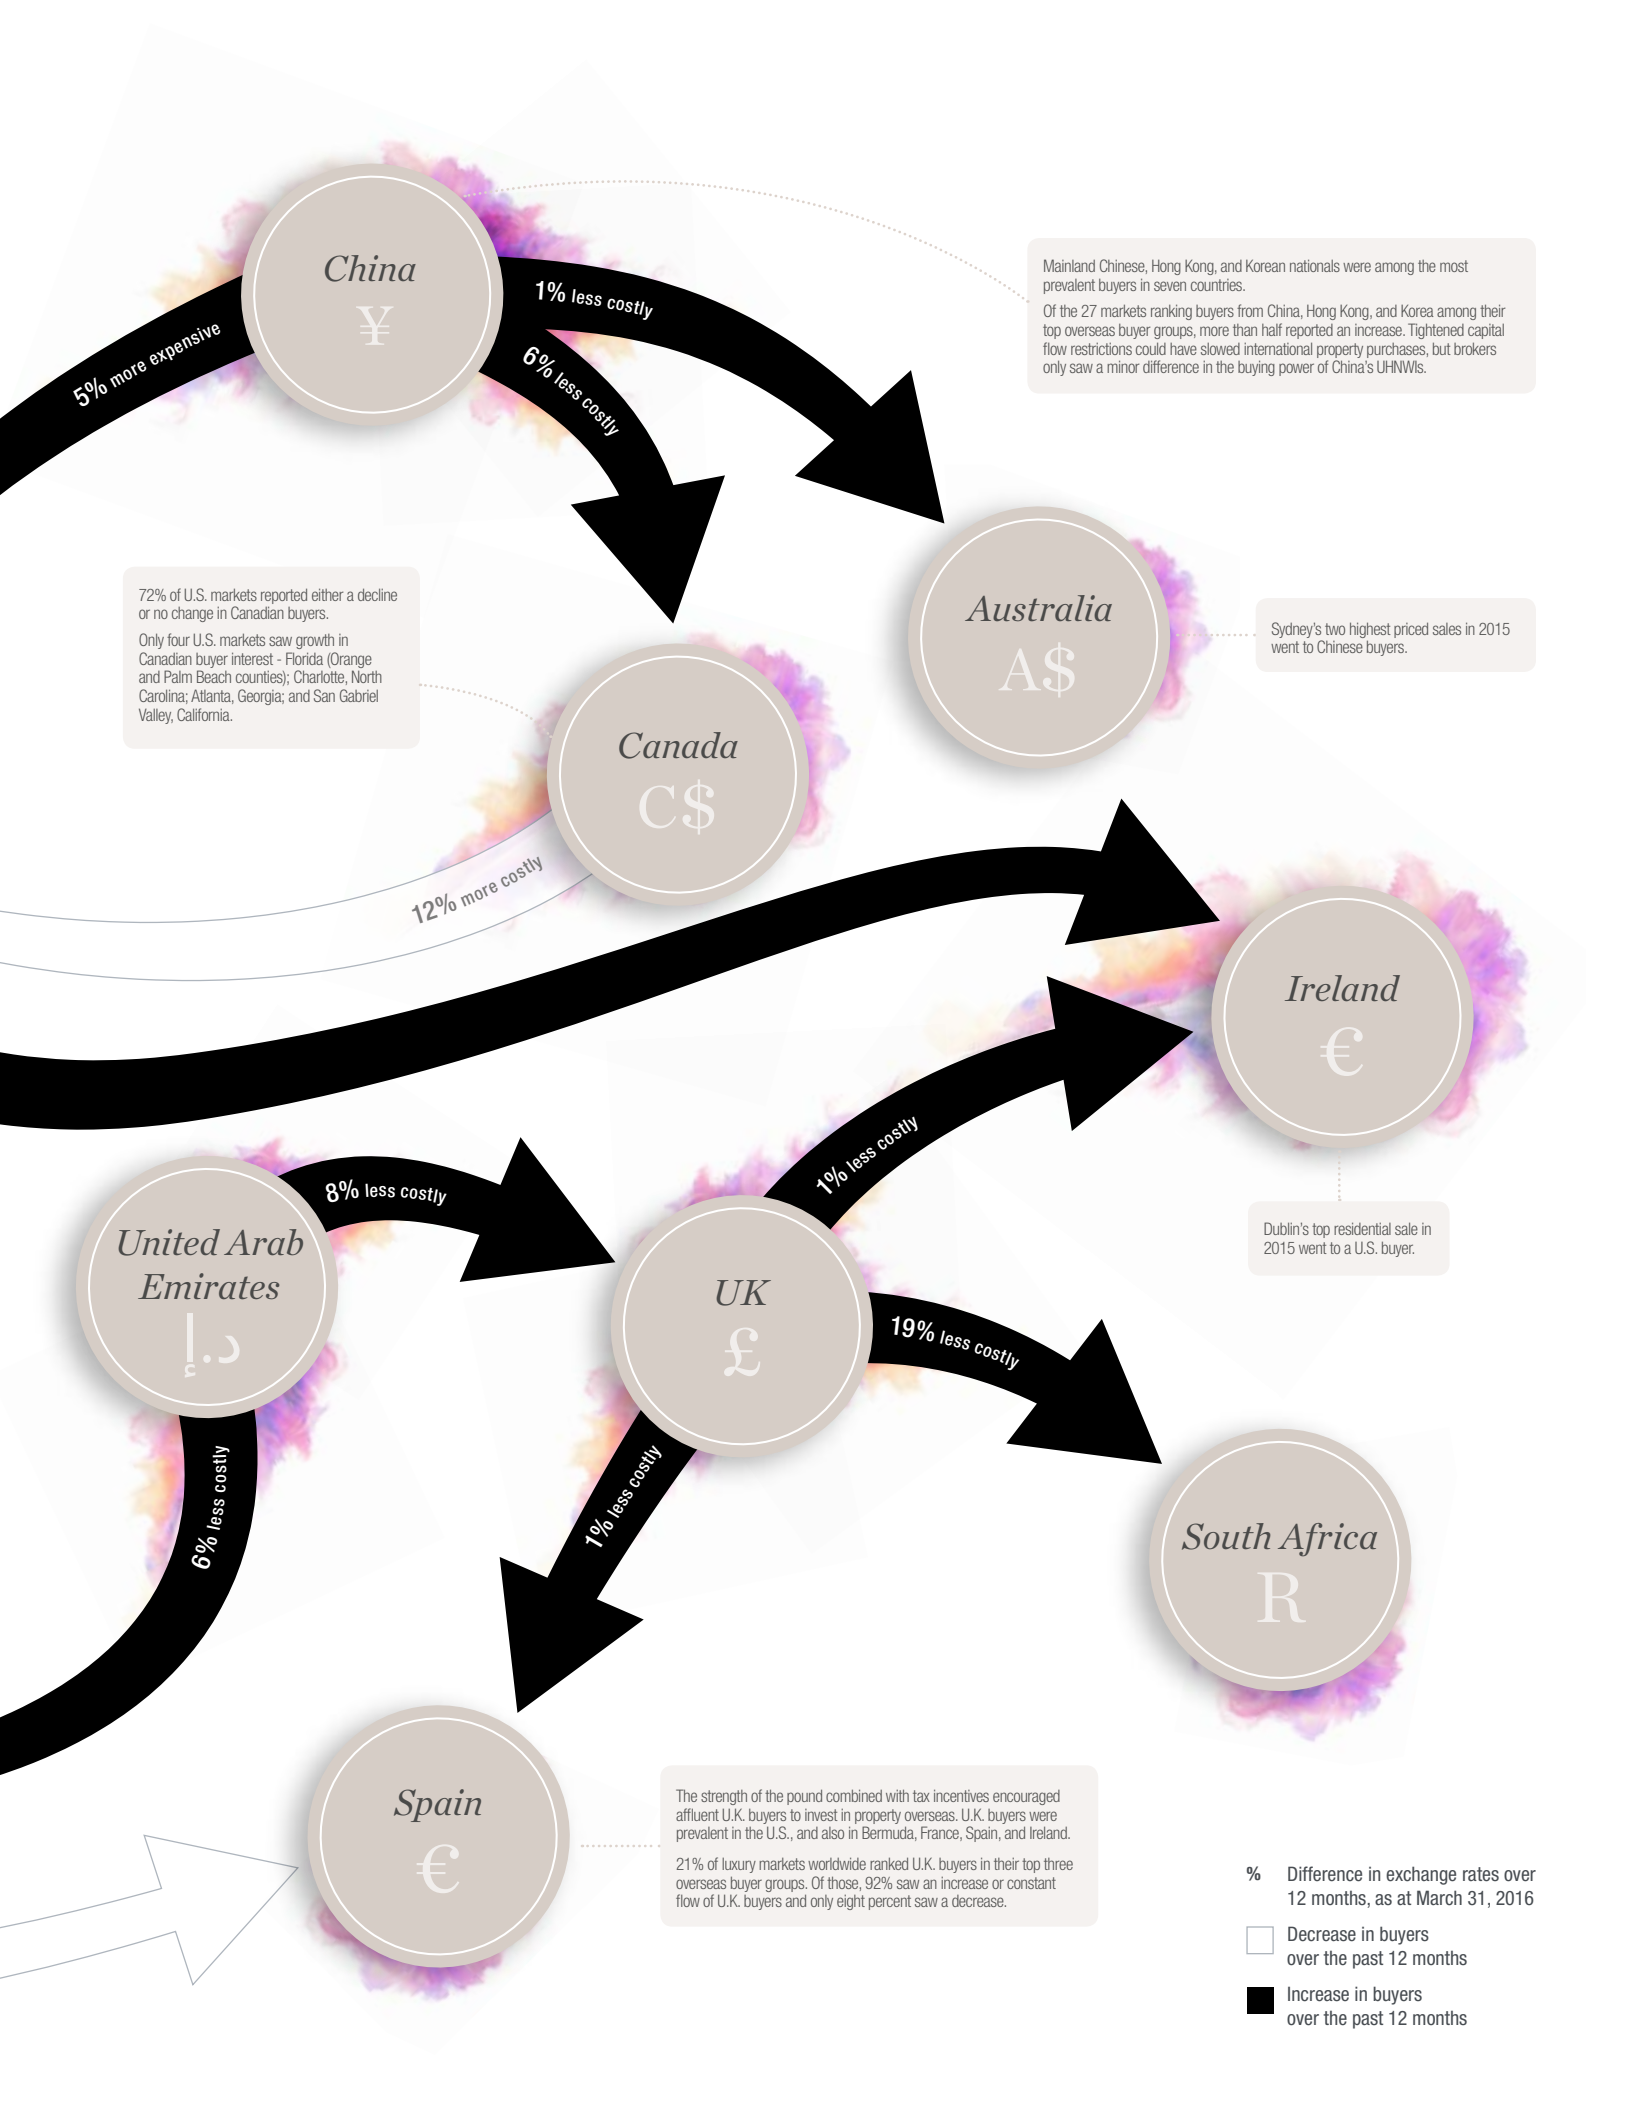 China
¥
5% more expensive
1% less costly
6% less costly
Mainland Chinese, Hong Kong, and Korean nationals were among the most
prevalent buyers in seven countries.
Of the 27 markets ranking buyers from China, Hong Kong, and Korea among their
top overseas buyer groups, more than half reported an increase. Tightened capital
flow restrictions could have slowed international property purchases, but brokers
only saw a minor difference in the buying power of China's UHNWIs.
72% of U.S. markets reported either a decline
or no change in Canadian buyers.
Only four U.S. markets saw growth in
Canadian buyer interest - Florida (Orange
and Palm Beach counties); Charlotte, North
Carolina; Atlanta, Georgia; and San Gabriel
Valley, California.
Australia
A$
Sydney's two highest priced sales in 2015
went to Chinese buyers.
Canada
C$
12% more costly
Ireland
€
1% less costly
Dublin's top residential sale in
2015 went to a U.S. buyer.
8% less costly
United Arab
Emirates
د.إ
UK
£
19% less costly
6% less costly
1% less costly
South Africa
R
Spain
€
The strength of the pound combined with tax incentives encouraged
affluent U.K. buyers to invest in property overseas. U.K. buyers were
prevalent in the U.S., and also in Bermuda, France, Spain, and Ireland.
21% of luxury markets worldwide ranked U.K. buyers in their top three
overseas buyer groups. Of those, 92% saw an increase or constant
flow of U.K. buyers and only eight percent saw a decrease.
% Difference in exchange rates over
12 months, as at March 31, 2016
Decrease in buyers
over the past 12 months
Increase in buyers
over the past 12 months